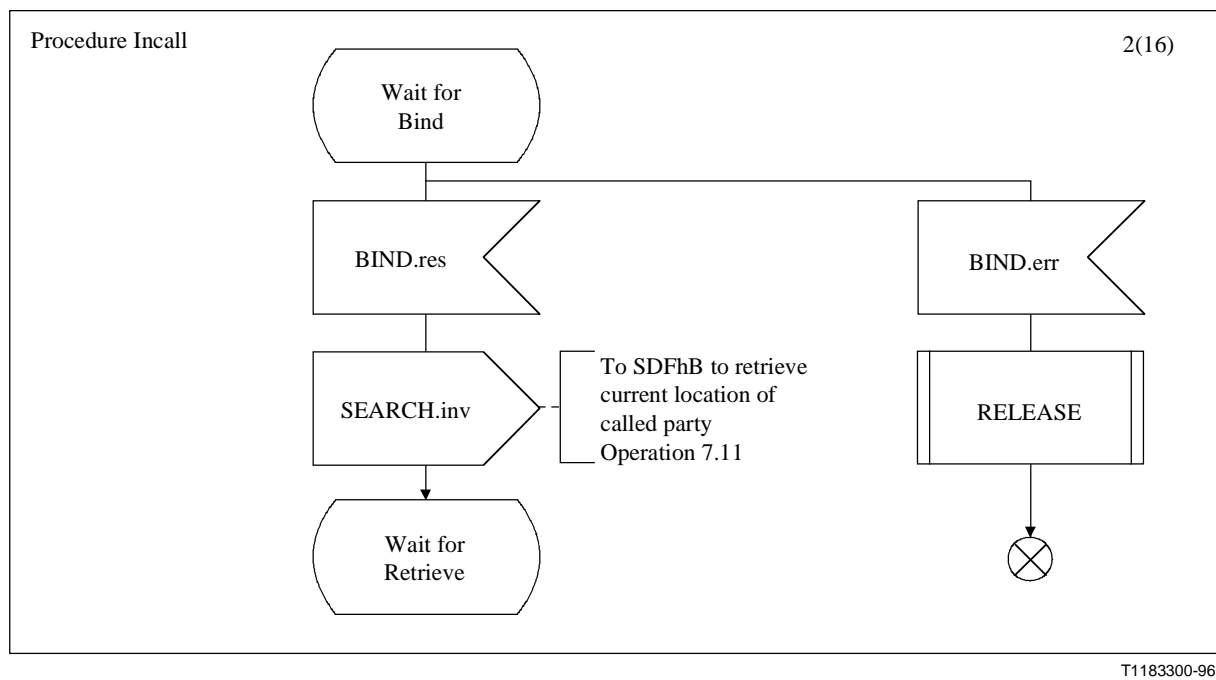 Procedure Incall
2(16)
Wait for
Bind
BIND.res
BIND.err
SEARCH.inv
To SDFhB to retrieve
current location of
called party
Operation 7.11
RELEASE
Wait for
Retrieve
T1183300-96